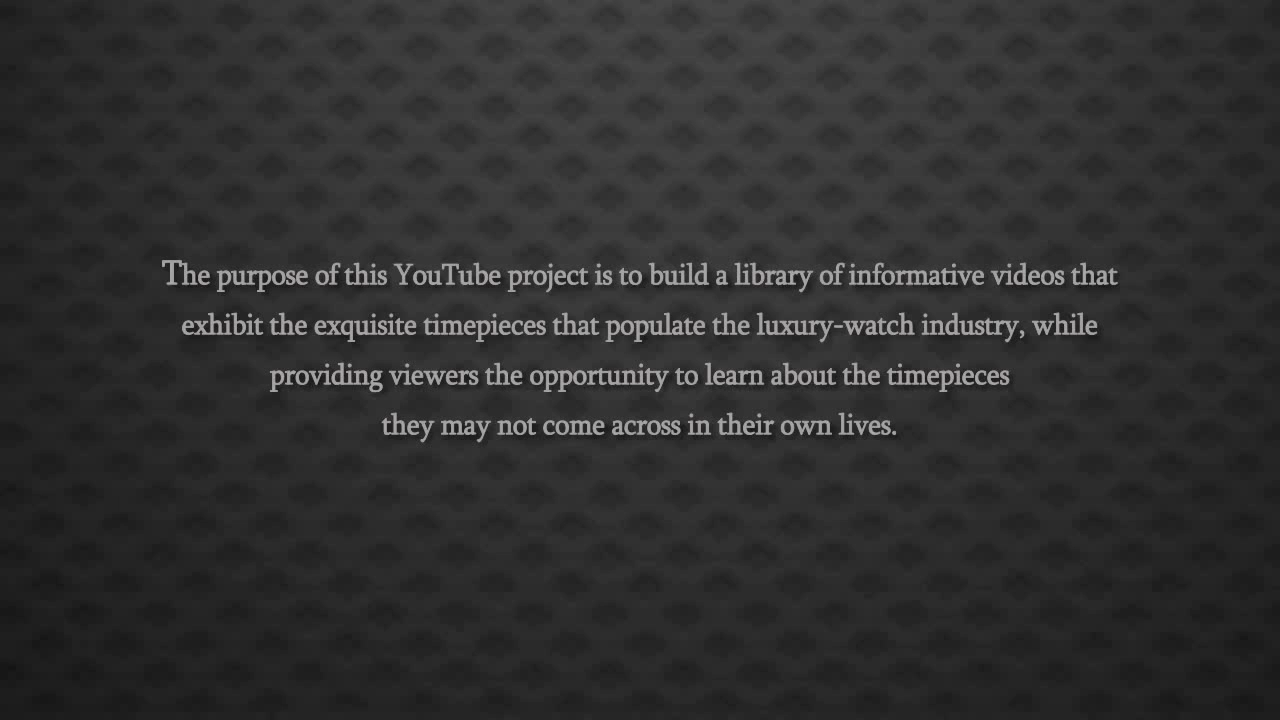 The purpose of this YouTube project is to build a library of informative videos that
exhibit the exquisite timepieces that populate the luxury-watch industry, while
providing viewers the opportunity to learn about the timepieces
they may not come across in their own lives.